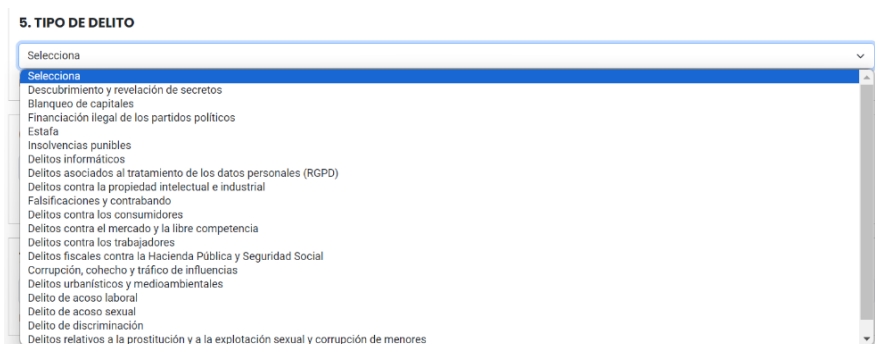 5. TIPO DE DELITO
Selecciona
Selecciona
Descubrimiento y revelación de secretos
Blanqueo de capitales
Financiación ilegal de los partidos políticos
Estafa
Insolvencias punibles
Delitos informáticos
Delitos asociados al tratamiento de los datos personales (RGPD)
Delitos contra la propiedad intelectual e industrial
Falsificaciones y contrabando
Delitos contra los consumidores
Delitos contra el mercado y la libre competencia
Delitos contra los trabajadores
Delitos fiscales contra la Hacienda Pública y Seguridad Social
Corrupción, cohecho y tráfico de influencias
Delitos urbanísticos y medioambientales
Delito de acoso laboral
Delito de acoso sexual
Delito de discriminación
Delitos relativos a la prostitución y a la explotación sexual y corrupción de menores